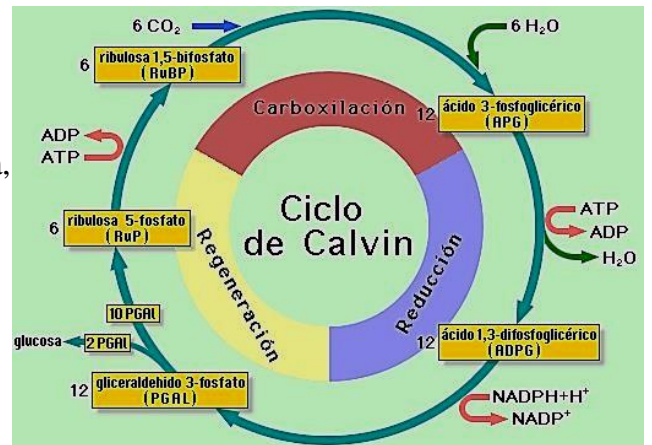 6 CO₂
6 H₂O
6 ribulosa 1,5-bifosfato
(RuBP)
Carboxilación
12 ácido 3-fosfoglicérico
(APG)
ADP
ATP
ATP
ADP
H₂O
Ciclo
de Calvin
6 ribulosa 5-fosfato
(RuP)
Regeneración
Reducción
10 PGAl
glucosa
2 PGAl
12 ácido 1,3-difosfoglicérico
(ADPG)
12 gliceraldehido 3-fosfato
(PGAL)
NADPH+H⁺
NADP⁺